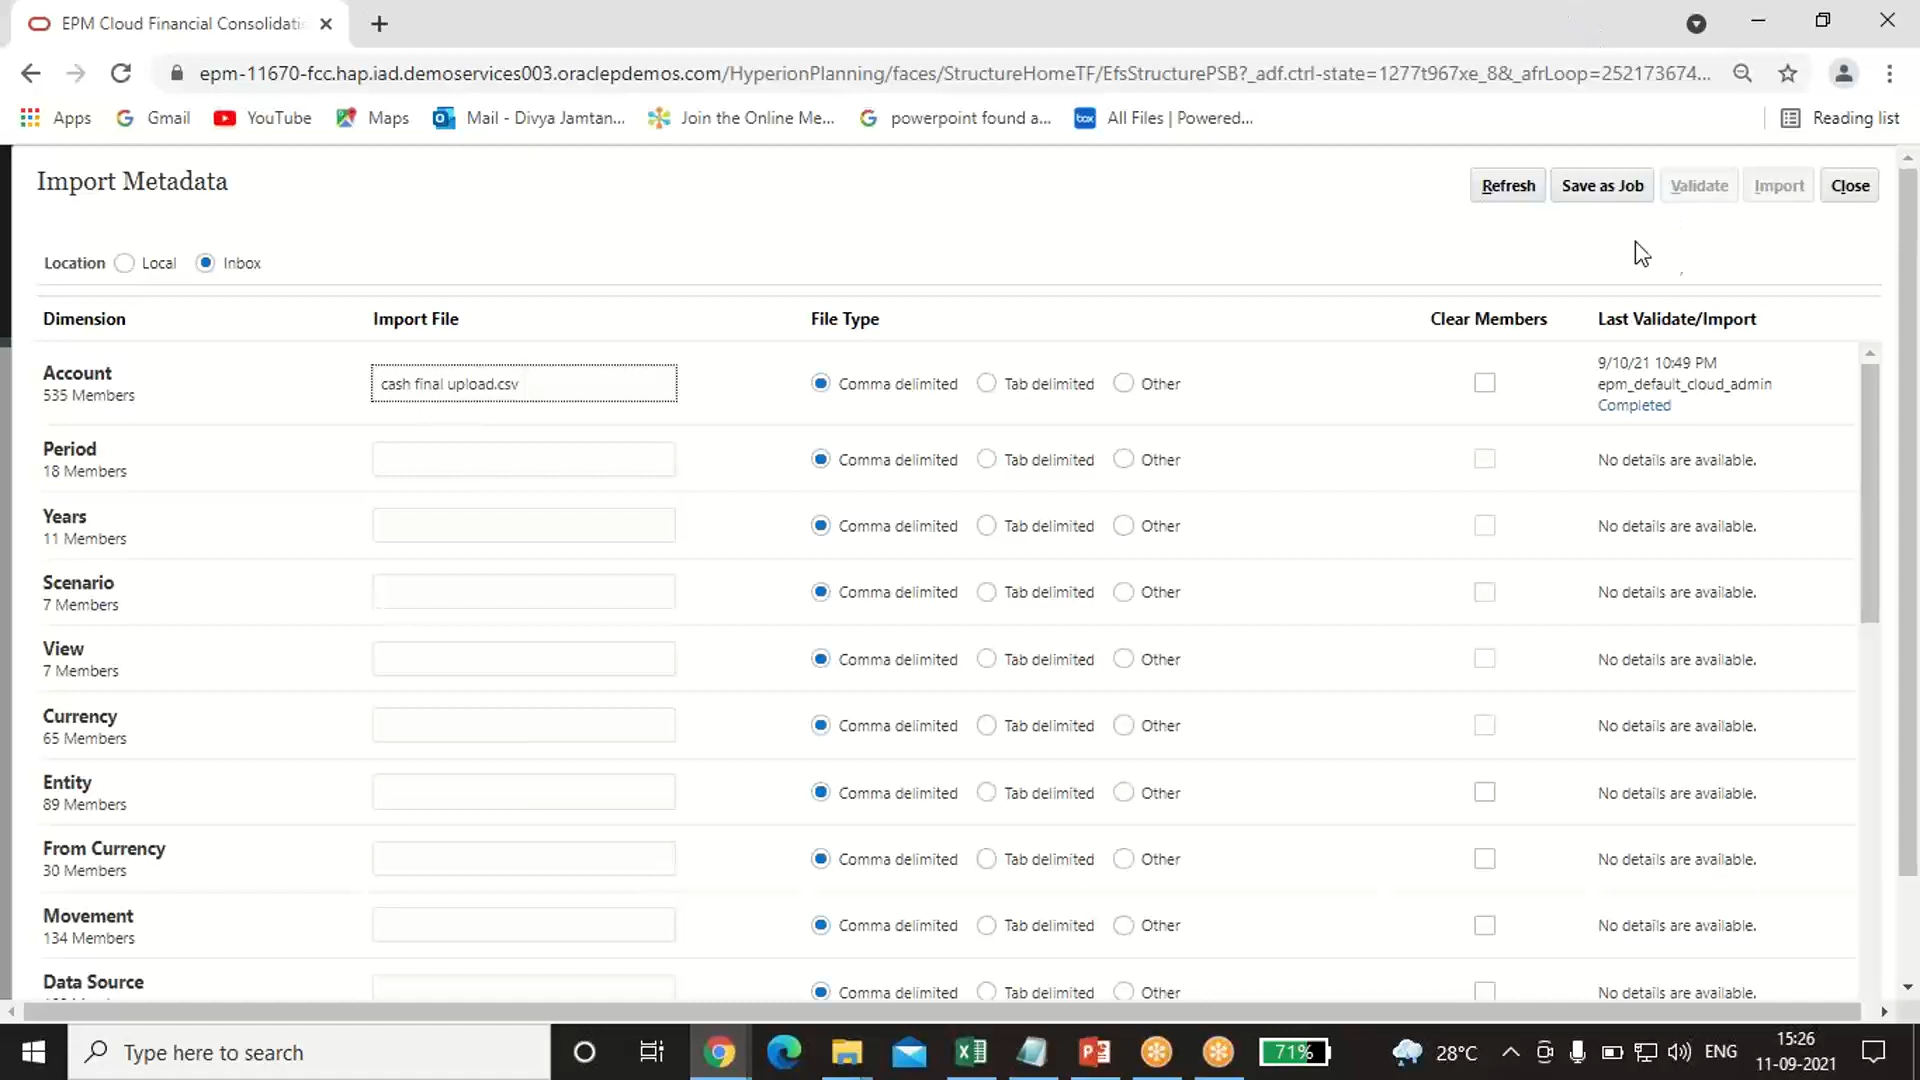 EPM Cloud Financial Consolidati
epm-11670-fcc.hap.iad.demoservices003.oraclepdemos.com/HyperionPlanning/faces/StructureHomeTF/EfsStructurePSB?_adf.ctrl-state=1277t967xe_8&_afrLoop=252173674...
Apps Gmail YouTube Maps Mail - Divya Jamtan... Join the Online Me... powerpoint found a... box All Files | Powered... Reading list
Import Metadata
Refresh Save as Job Validate Import Close
Location Local Inbox
Dimension Import File File Type Clear Members Last Validate/Import
Account
535 Members
cash final upload.csv
Comma delimited Tab delimited Other
9/10/21 10:49 PM
epm_default_cloud_admin
Completed
Period
18 Members
Comma delimited Tab delimited Other
No details are available.
Years
11 Members
Comma delimited Tab delimited Other
No details are available.
Scenario
7 Members
Comma delimited Tab delimited Other
No details are available.
View
7 Members
Comma delimited Tab delimited Other
No details are available.
Currency
65 Members
Comma delimited Tab delimited Other
No details are available.
Entity
89 Members
Comma delimited Tab delimited Other
No details are available.
From Currency
30 Members
Comma delimited Tab delimited Other
No details are available.
Movement
134 Members
Comma delimited Tab delimited Other
No details are available.
Data Source
Comma delimited Tab delimited Other
No details are available.
Type here to search
71%
28°C
ENG
15:26
11-09-2021